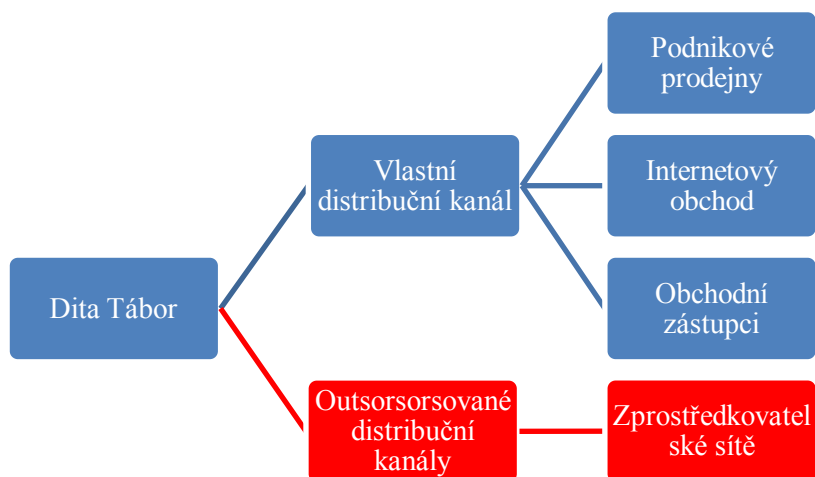 Podnikové
prodejny
Vlastní
distribuční kanál
Internetový
obchod
Dita Tábor
Obchodní
zástupci
Outsorsorsované
distribuční
kanály
Zprostředkovatel
ské sítě